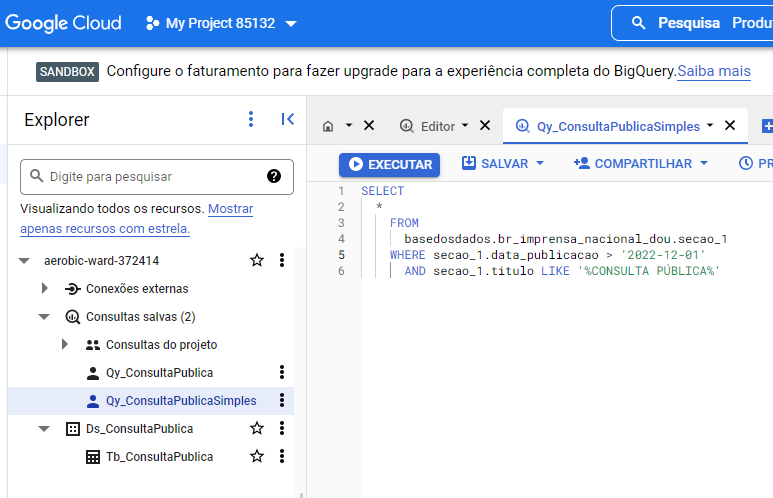 Google Cloud My Project 85132 Pesquisa Produ
SANDBOX Configure o faturamento para fazer upgrade para a experiência completa do BigQuery. Saiba mais
Explorer
Digite para pesquisar
Visualizando todos os recursos. Mostrar
apenas recursos com estrela.
aerobic-ward-372414
Conexões externas
Consultas salvas (2)
Consultas do projeto
Qy_ConsultaPublica
Qy_ConsultaPublicaSimples
Ds_ConsultaPublica
Tb_ConsultaPublica
Editor Qy_ConsultaPublicaSimples
EXECUTAR SALVAR COMPARTILHAR PR
1 SELECT
2 *
3 FROM
4 basedosdados.br_imprensa_nacional_dou.secao_1
5 WHERE secao_1.data_publicacao > '2022-12-01'
6 AND secao_1.titulo LIKE '%CONSULTA PÚBLICA%'